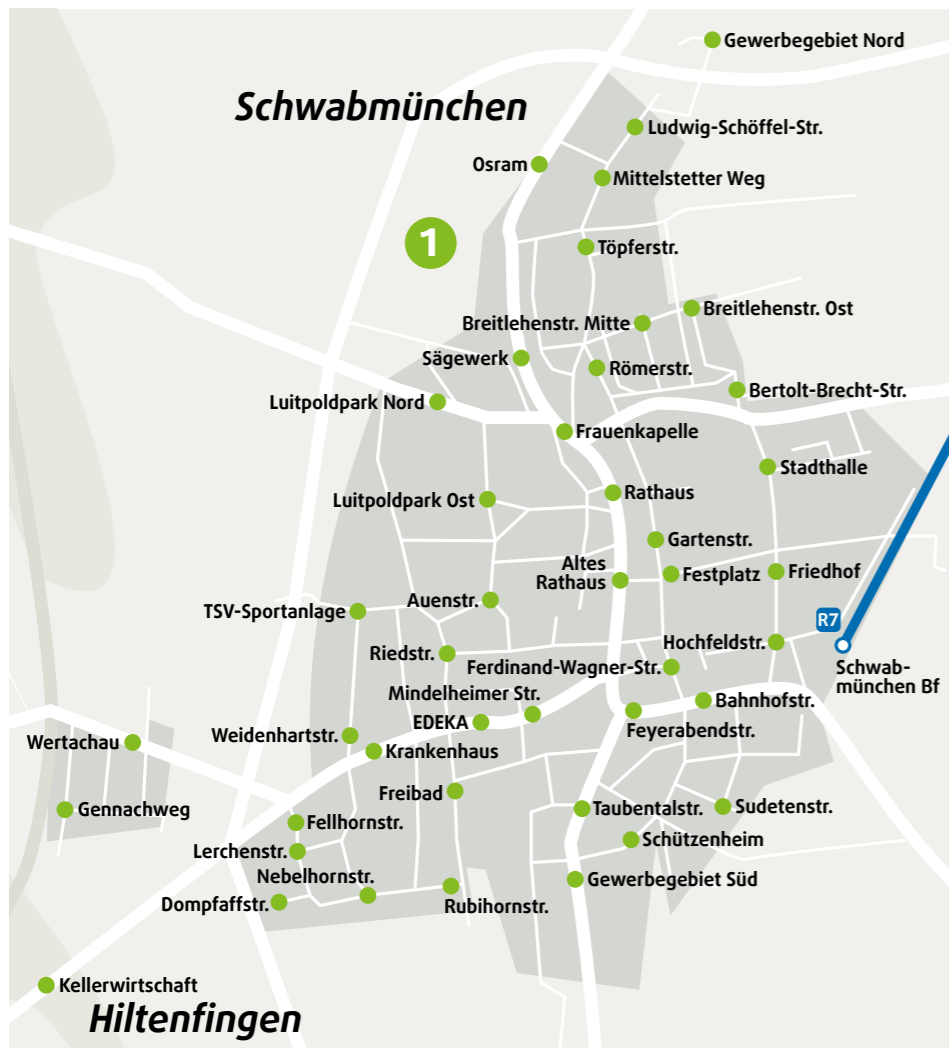 Gewerbegebiet Nord
Schwabmünchen
Ludwig-Schöffel-Str.
Osram
Mittelstetter Weg
1
Töpferstr.
Breitlehenstr. Ost
Breitlehenstr. Mitte
Sägewerk
Römerstr.
Bertolt-Brecht-Str.
Luitpoldpark Nord
Frauenkapelle
Stadthalle
Rathaus
Luitpoldpark Ost
Gartenstr.
Altes
Rathaus
Festplatz
Friedhof
Auenstr.
TSV-Sportanlage
R7
Hochfeldstr.
Riedstr.
Ferdinand-Wagner-Str.
Schwab-
münchen Bf
Mindelheimer Str.
Bahnhofstr.
EDEKA
Feyerabendstr.
Weidenhartstr.
Wertachau
Krankenhaus
Freibad
Gennachweg
Taubentalstr.
Sudetenstr.
Fellhornstr.
Schützenheim
Lerchenstr.
Nebelhornstr.
Gewerbegebiet Süd
Dompfaffstr.
Rubihornstr.
Kellerwirtschaft
Hiltenfingen